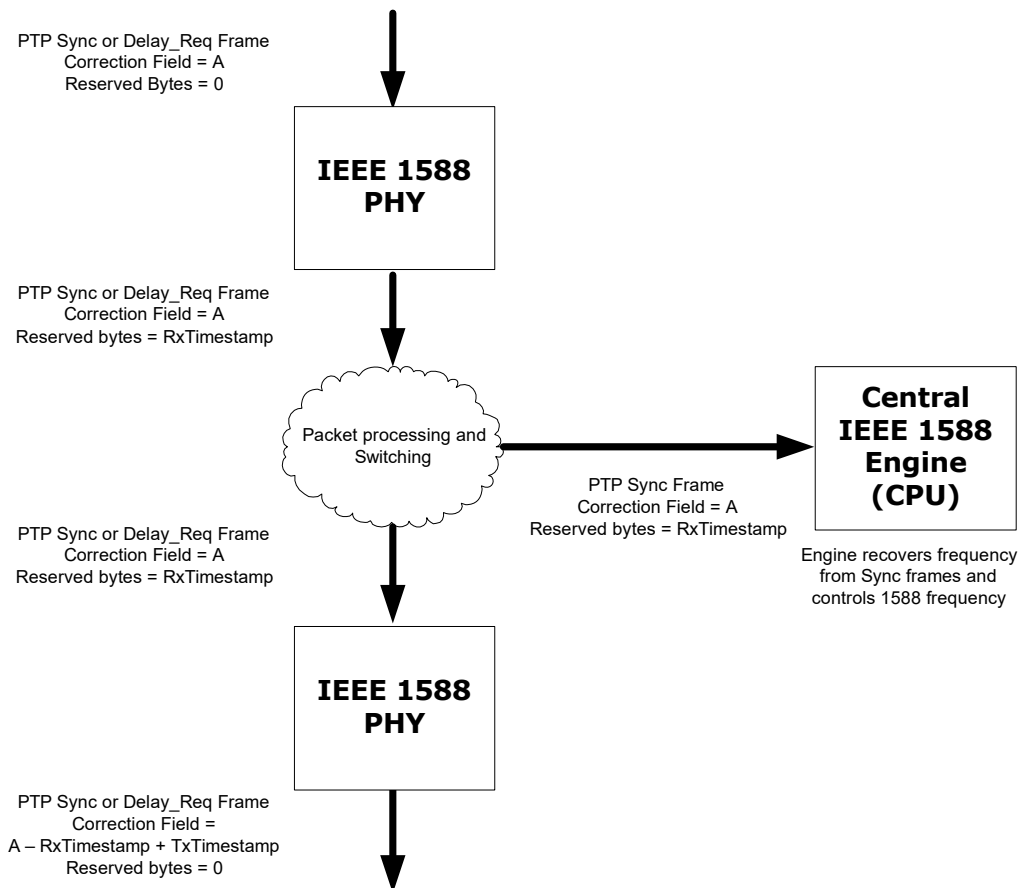 PTP Sync or Delay_Req Frame
Correction Field = A
Reserved Bytes = 0
IEEE 1588
PHY
PTP Sync or Delay_Req Frame
Correction Field = A
Reserved bytes = RxTimestamp
Packet processing and
Switching
PTP Sync Frame
Correction Field = A
Reserved bytes = RxTimestamp
Central
IEEE 1588
Engine
(CPU)
Engine recovers frequency
from Sync frames and
controls 1588 frequency
PTP Sync or Delay_Req Frame
Correction Field = A
Reserved bytes = RxTimestamp
IEEE 1588
PHY
PTP Sync or Delay_Req Frame
Correction Field =
A – RxTimestamp + TxTimestamp
Reserved bytes = 0